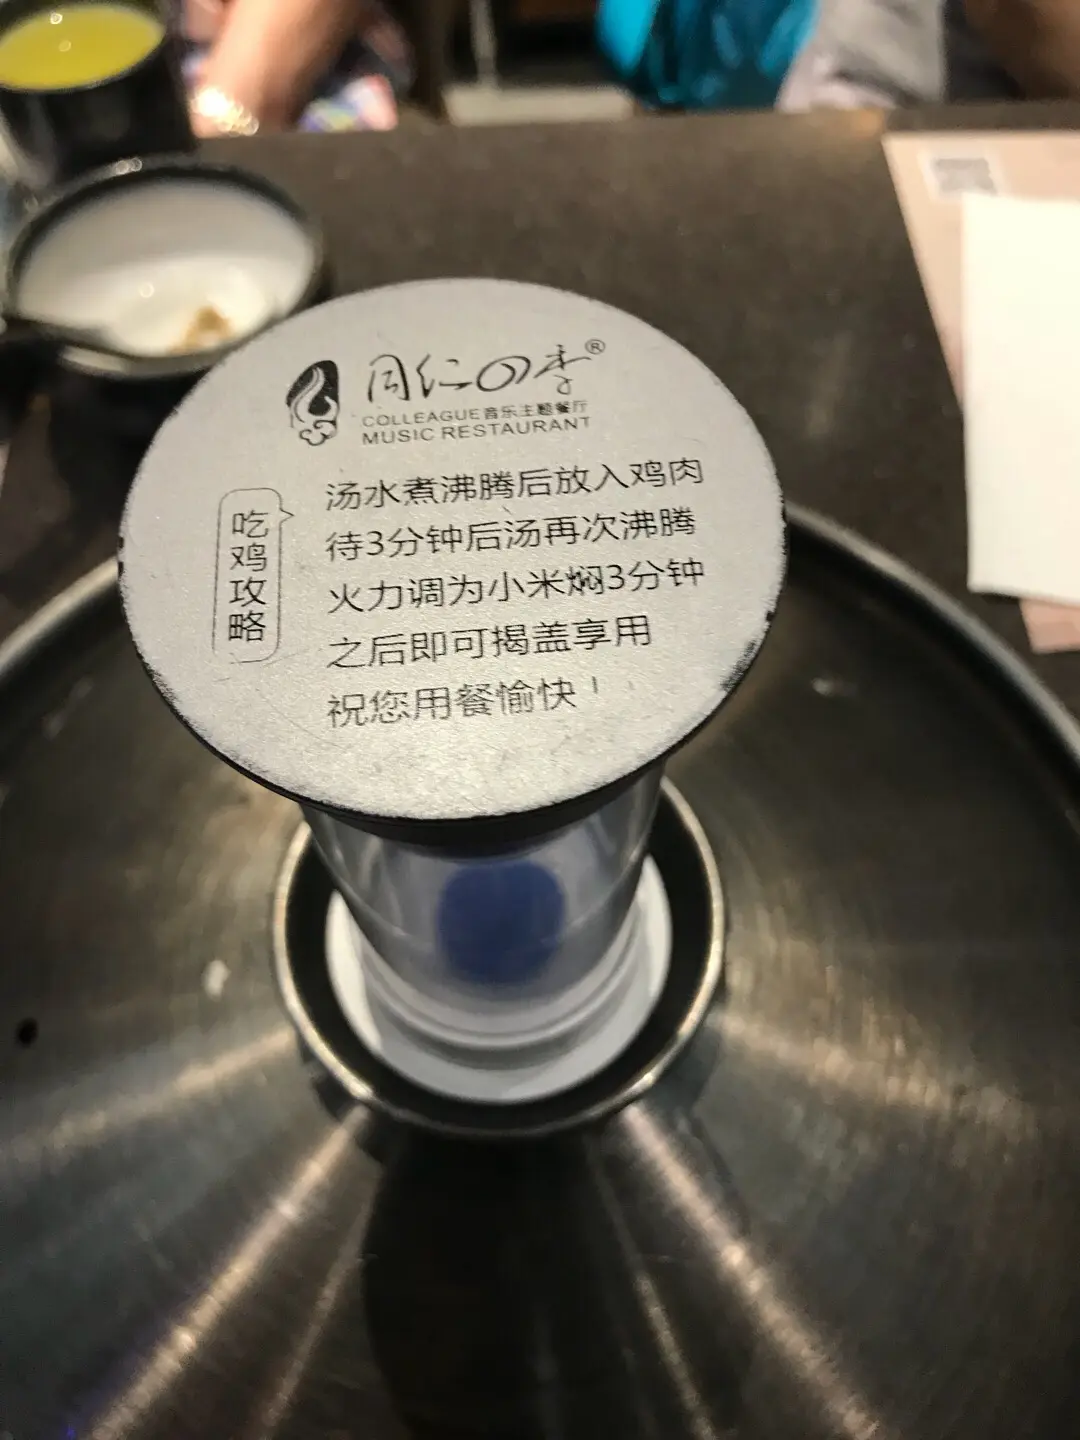 同仁四季®
COLLEAGUE音乐主题餐厅
MUSIC RESTAURANT
吃鸡攻略
汤水煮沸腾后放入鸡肉
待3分钟后汤再次沸腾
火力调为小米焖3分钟
之后即可揭盖享用
祝您用餐愉快!